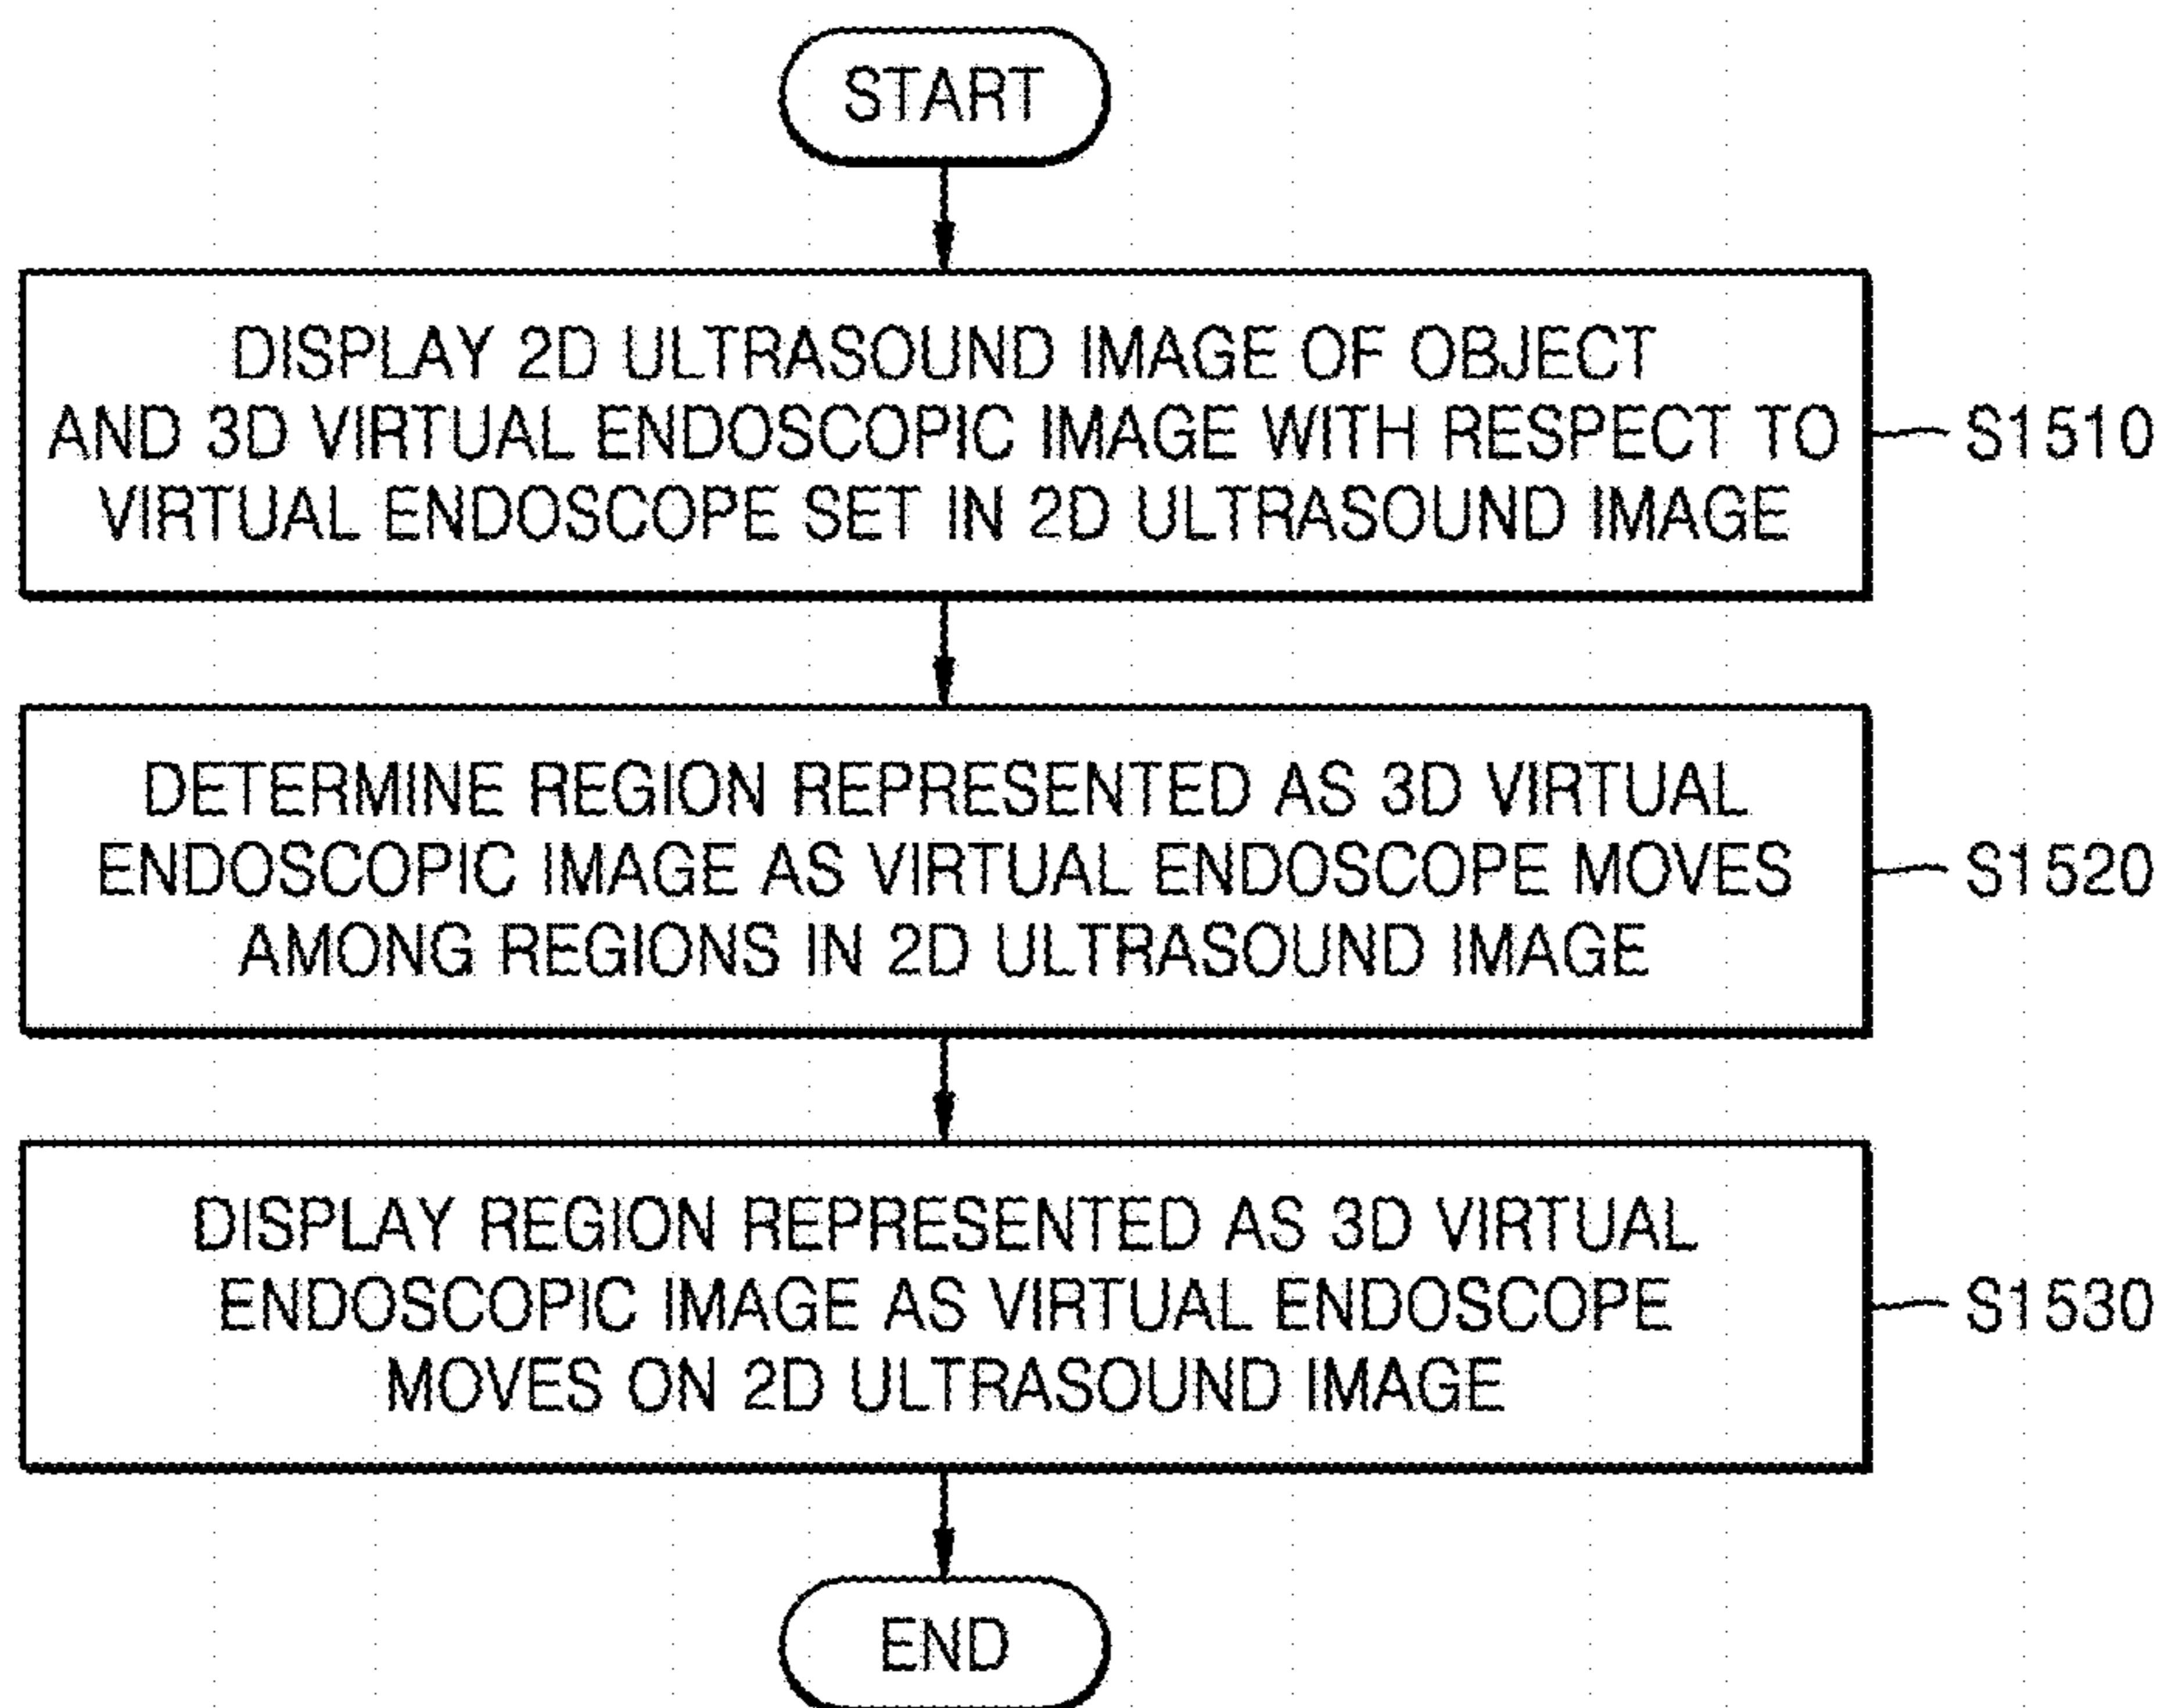 START
DISPLAY 2D ULTRASOUND IMAGE OF OBJECT
AND 3D VIRTUAL ENDOSCOPIC IMAGE WITH RESPECT TO
VIRTUAL ENDOSCOPE SET IN 2D ULTRASOUND IMAGE
S1510
DETERMINE REGION REPRESENTED AS 3D VIRTUAL
ENDOSCOPIC IMAGE AS VIRTUAL ENDOSCOPE MOVES
AMONG REGIONS IN 2D ULTRASOUND IMAGE
S1520
DISPLAY REGION REPRESENTED AS 3D VIRTUAL
ENDOSCOPIC IMAGE AS VIRTUAL ENDOSCOPE
MOVES ON 2D ULTRASOUND IMAGE
S1530
END